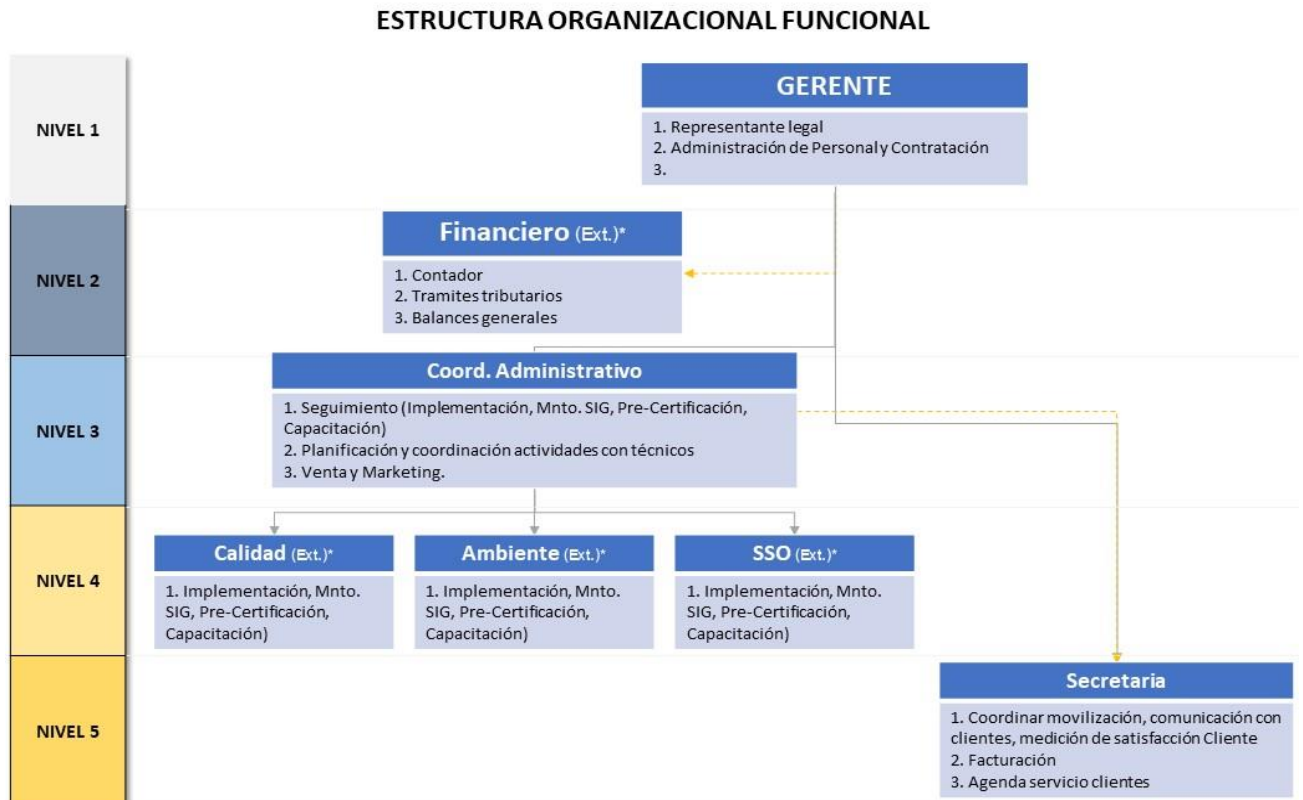 ESTRUCTURA ORGANIZACIONAL FUNCIONAL
NIVEL 1
GERENTE
1. Representante legal
2. Administración de Personal y Contratación
3.
NIVEL 2
Financiero (Ext.)*
1. Contador
2. Tramites tributarios
3. Balances generales
NIVEL 3
Coord. Administrativo
1. Seguimiento (Implementación, Mnto. SIG, Pre-Certificación,
Capacitación)
2. Planificación y coordinación actividades con técnicos
3. Venta y Marketing.
NIVEL 4
Calidad (Ext.)*
1. Implementación, Mnto.
SIG, Pre-Certificación,
Capacitación)
Ambiente (Ext.)*
1. Implementación, Mnto.
SIG, Pre-Certificación,
Capacitación)
SSO (Ext.)*
1. Implementación, Mnto.
SIG, Pre-Certificación,
Capacitación)
NIVEL 5
Secretaria
1. Coordinar movilización, comunicación con
clientes, medición de satisfacción Cliente
2. Facturación
3. Agenda servicio clientes